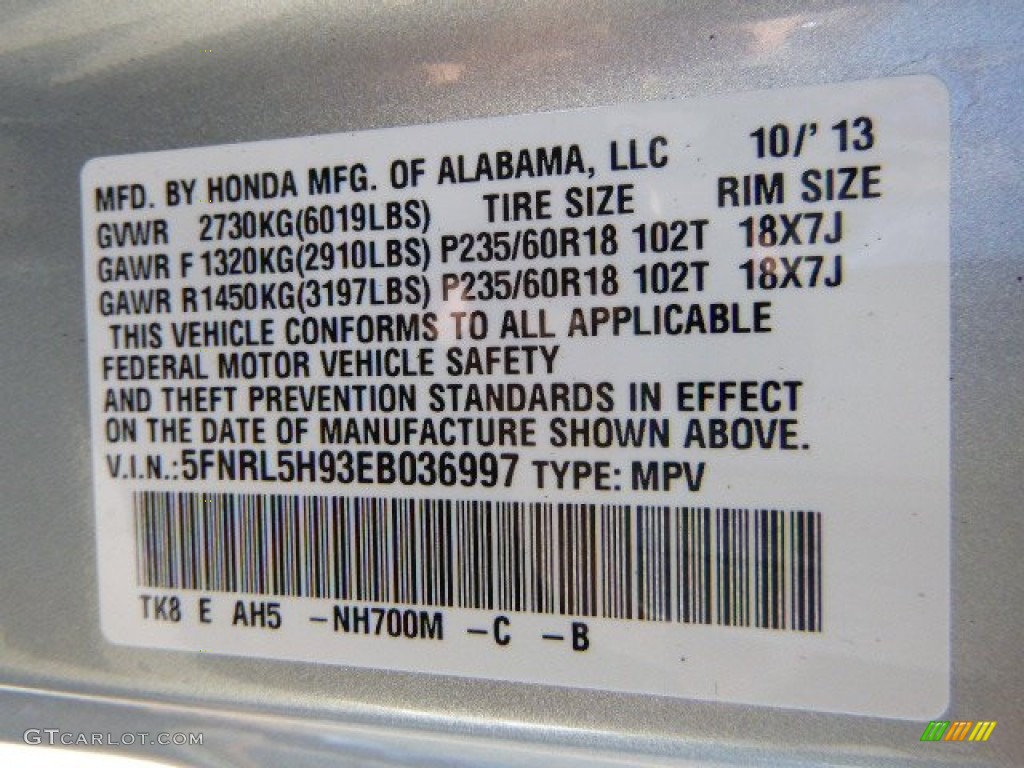 MFD. BY HONDA MFG. OF ALABAMA, LLC 10/' 13
GVWR 2730KG(6019LBS) TIRE SIZE RIM SIZE
GAWR F 1320KG(2910LBS) P235/60R18 102T 18X7J
GAWR R1450KG(3197LBS) P235/60R18 102T 18X7J
THIS VEHICLE CONFORMS TO ALL APPLICABLE
FEDERAL MOTOR VEHICLE SAFETY
AND THEFT PREVENTION STANDARDS IN EFFECT
ON THE DATE OF MANUFACTURE SHOWN ABOVE.
V.I.N.:5FNRL5H93EB036997 TYPE: MPV
TK8 E AH5 -NH700M -C -B
GTCARLOT.COM